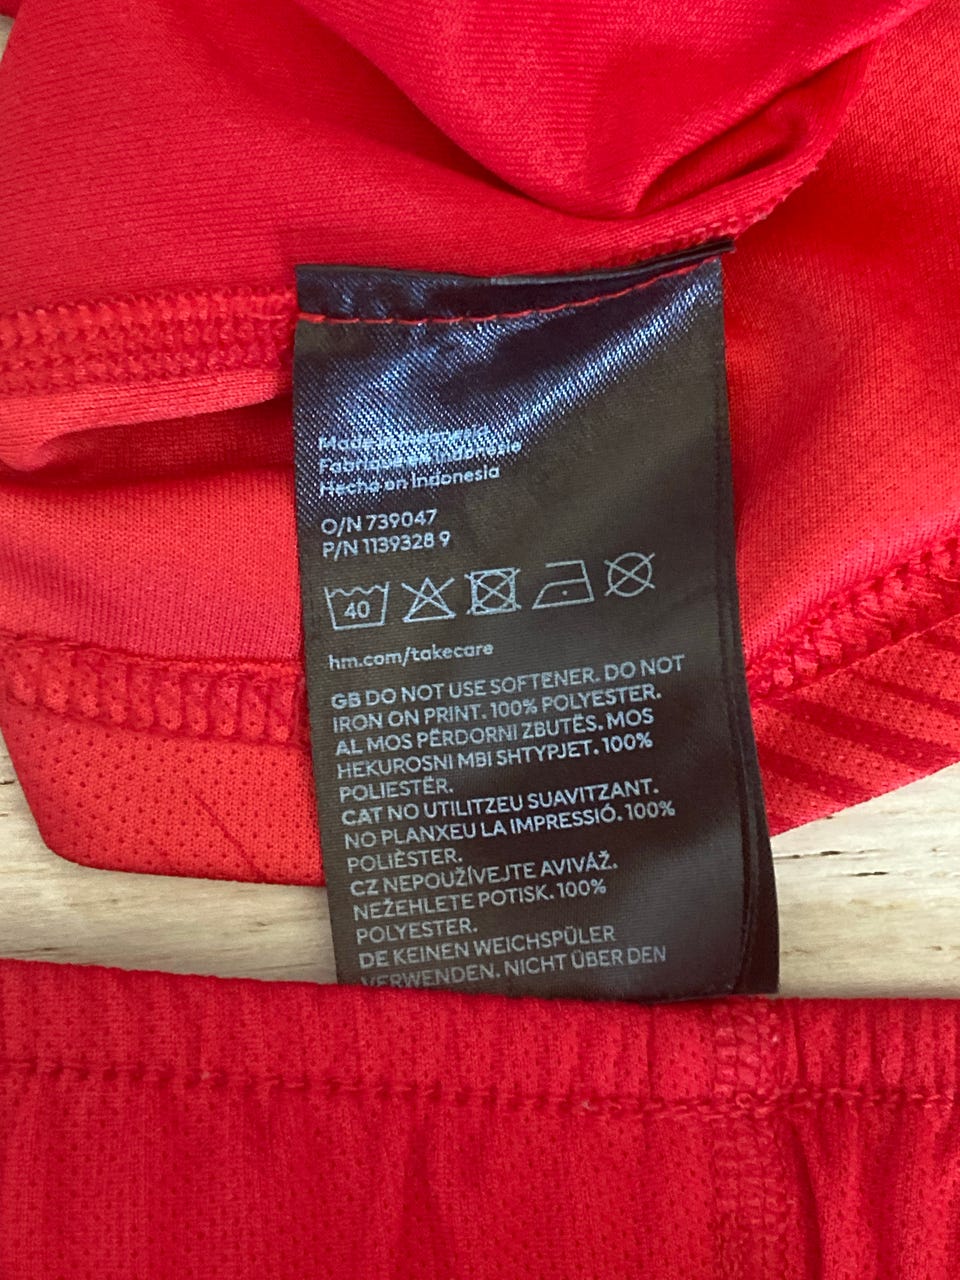 Made in Indonesia
Fabriqué en Indonésie
Hecho en Indonesia
O/N 739047
P/N 1139328 9
40
hm.com/takecare
GB DO NOT USE SOFTENER. DO NOT
IRON ON PRINT. 100% POLYESTER.
AL MOS PËRDORNI ZBUTËS. MOS
HEKUROSNI MBI SHTYPJET. 100%
POLIESTËR.
CAT NO UTILITZEU SUAVITZANT.
NO PLANXEU LA IMPRESSIÓ. 100%
POLIÈSTER.
CZ NEPOUŽÍVEJTE AVIVÁŽ.
NEŽEHLETE POTISK. 100%
POLYESTER.
DE KEINEN WEICHSPÜLER
VERWENDEN. NICHT ÜBER DEN